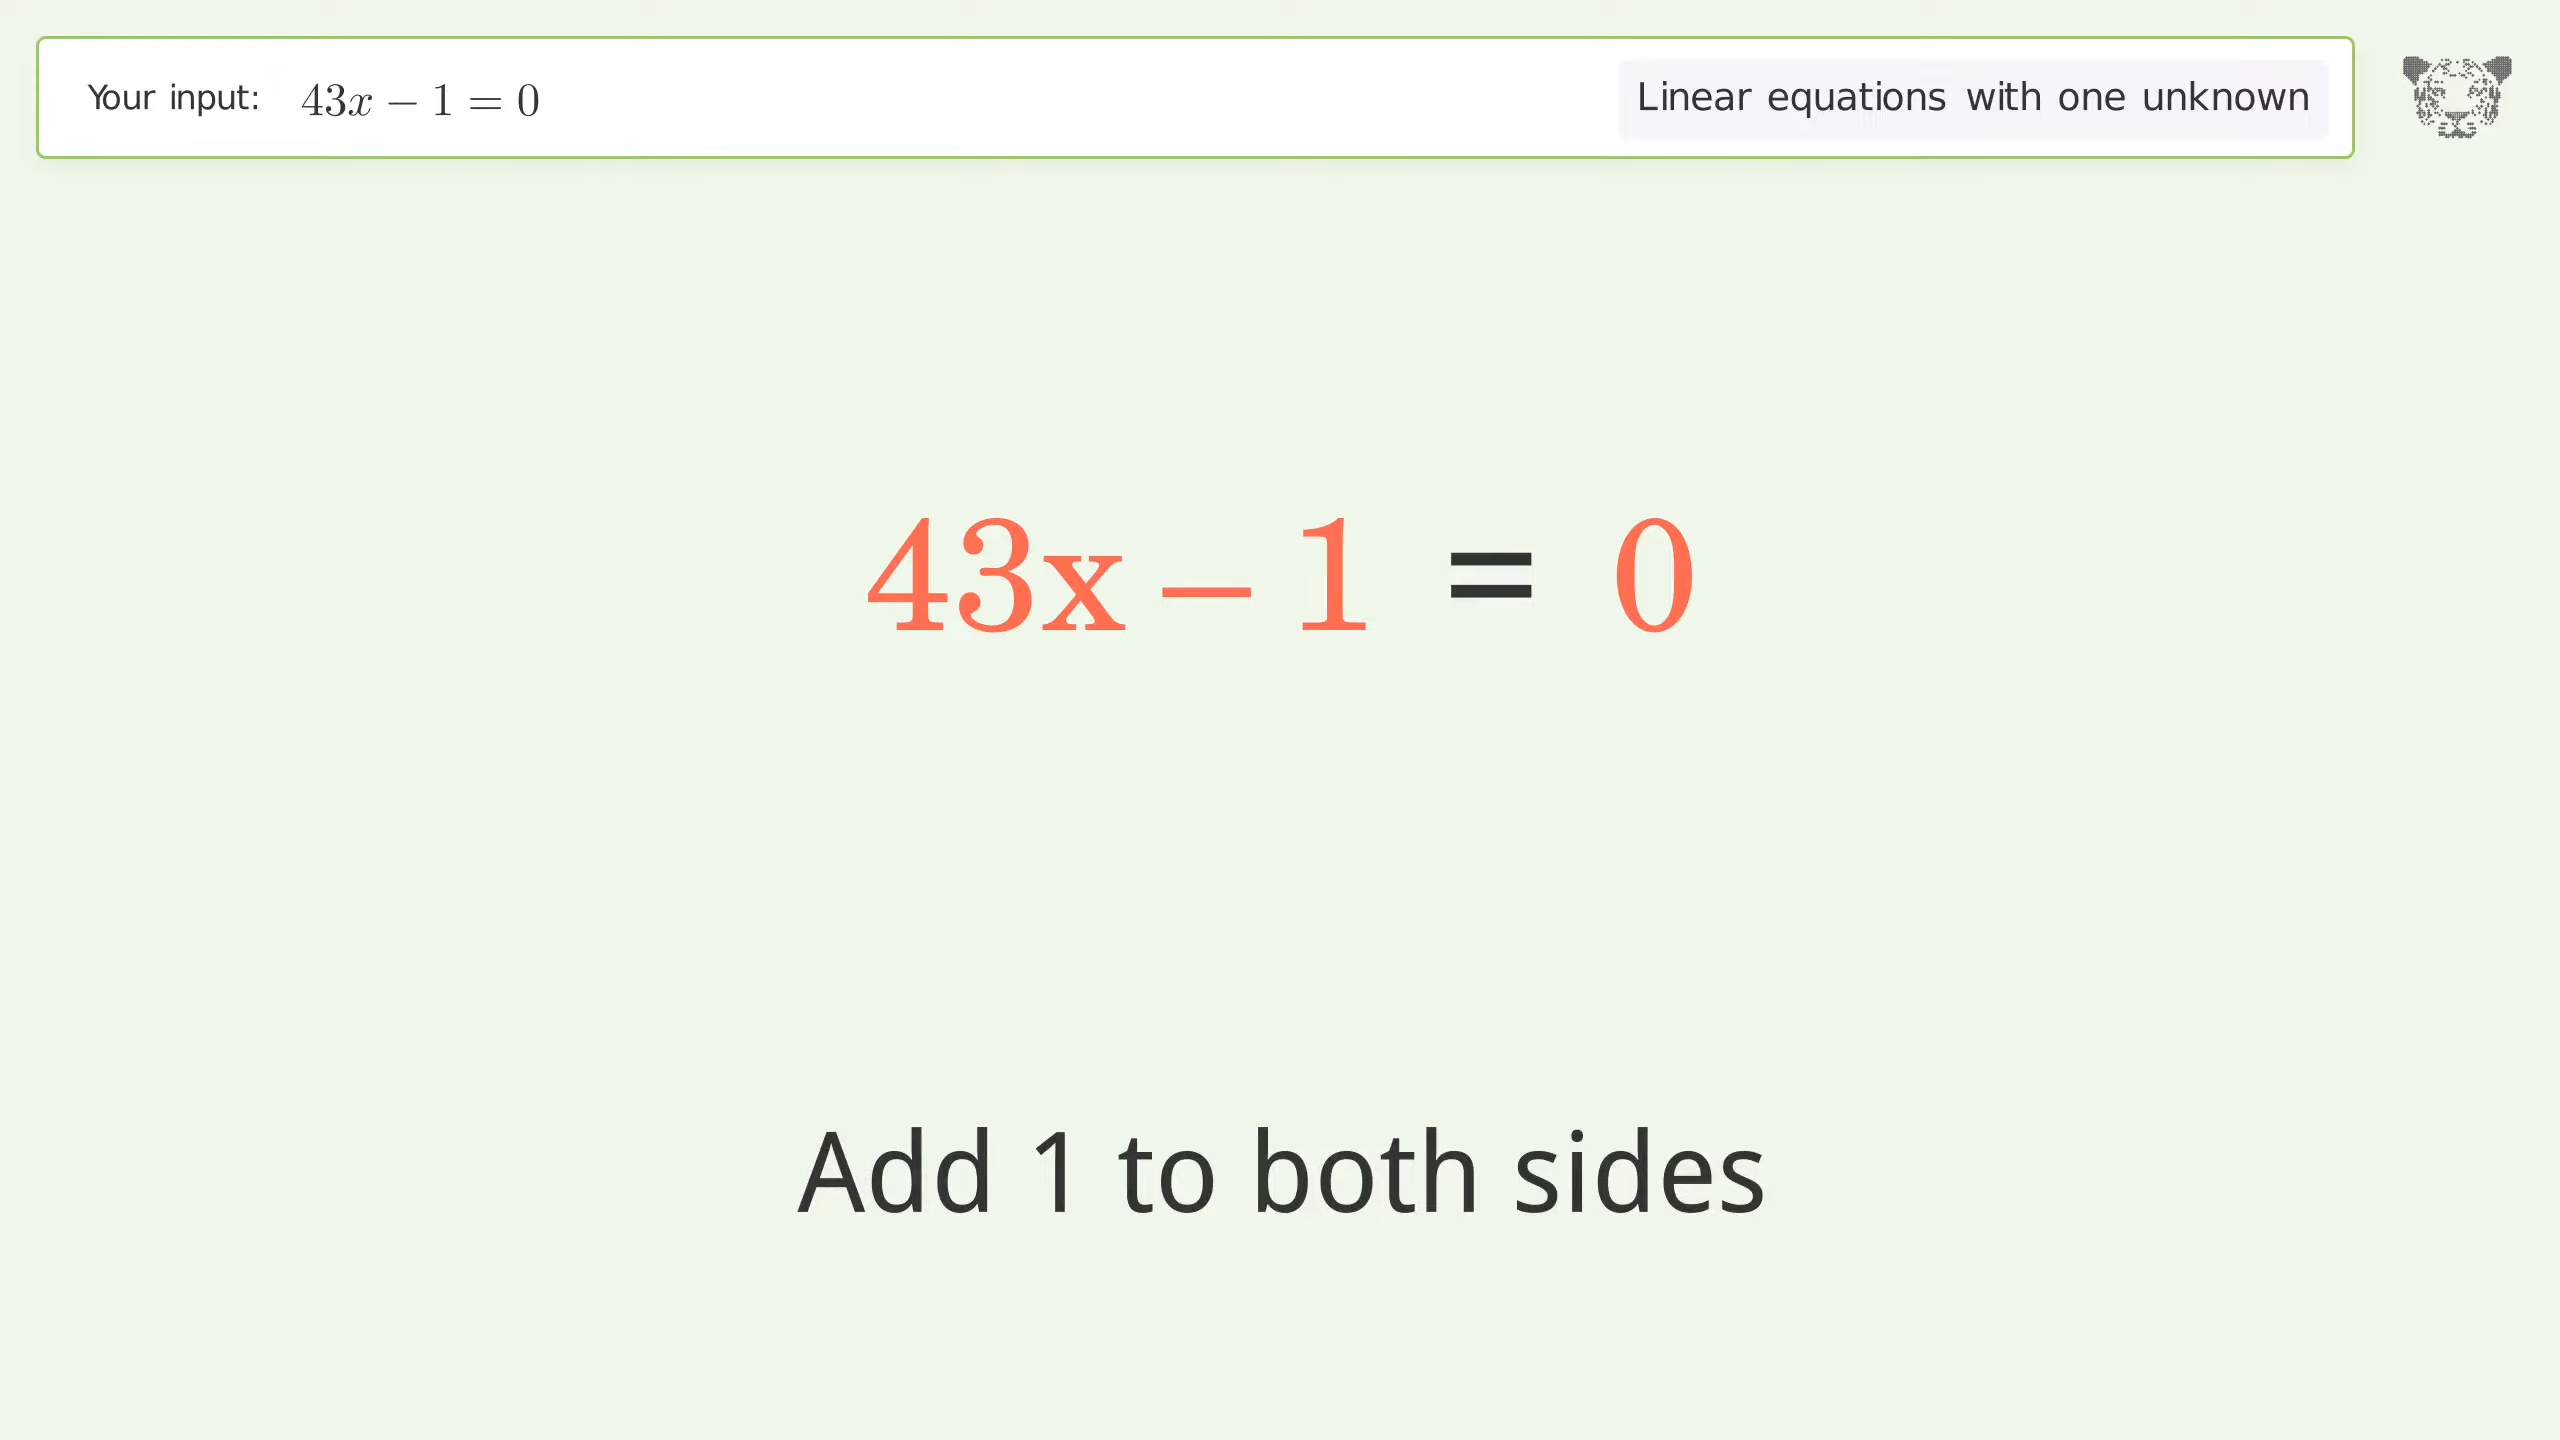 Your input: 43x − 1 = 0
Linear equations with one unknown
43x – 1 = 0
Add 1 to both sides